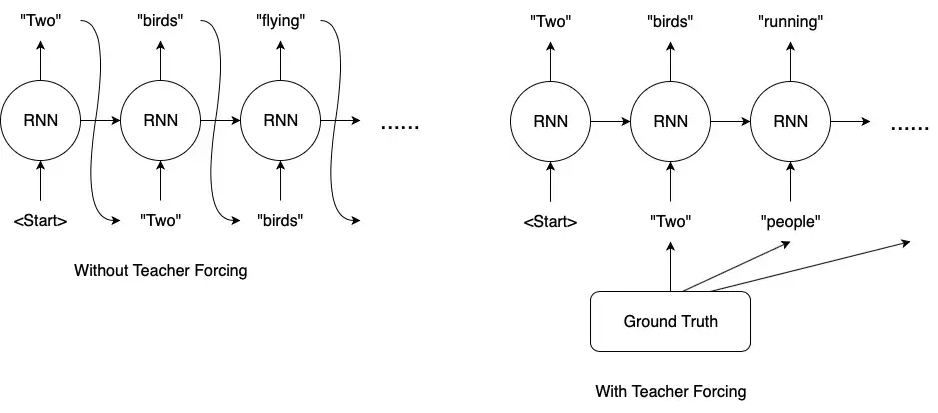 "Two" "birds" "flying"
RNN RNN RNN ......
<Start> "Two" "birds"
Without Teacher Forcing
"Two" "birds" "running"
RNN RNN RNN ......
<Start> "Two" "people"
Ground Truth
With Teacher Forcing